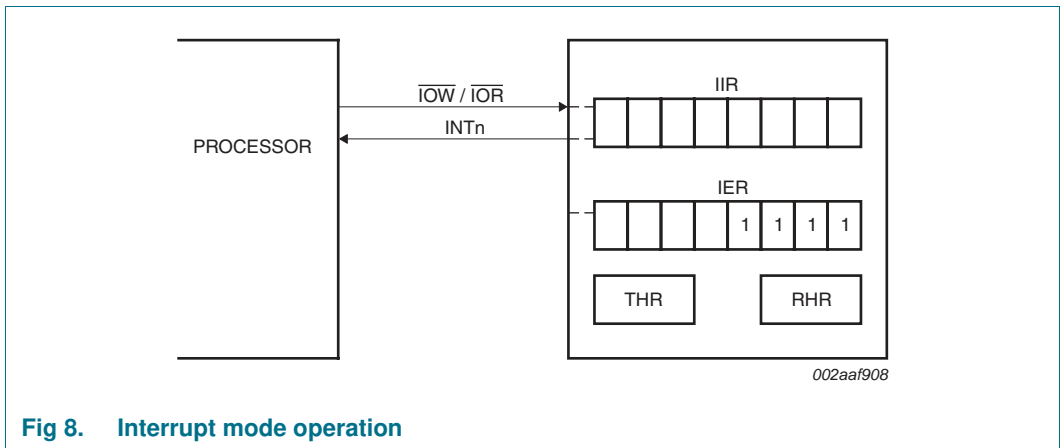 IOW / IOR
INTn
PROCESSOR
IIR
IER
1 1 1 1
THR RHR
002aaf908
Fig 8. Interrupt mode operation